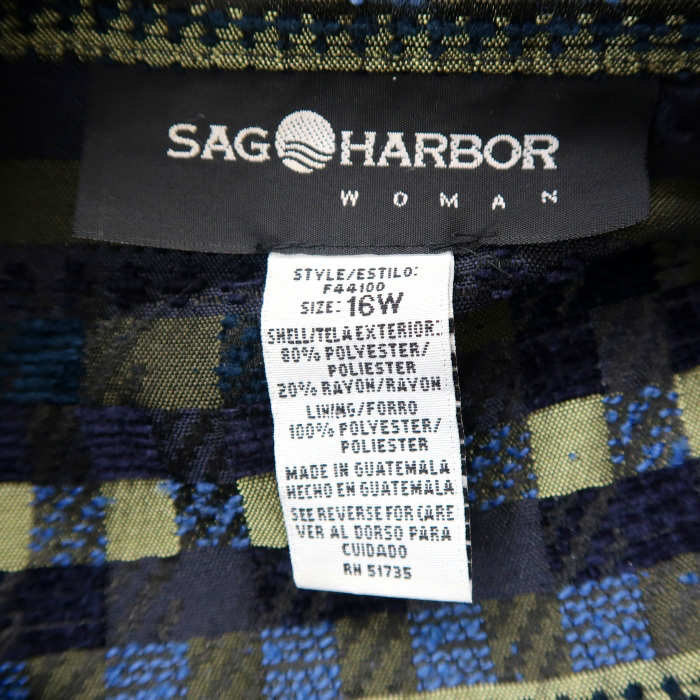 SAG HARBOR
WOMAN
STYLE/ESTILO:
F44100
SIZE: 16W
SHELL/TELA EXTERIOR:
80% POLYESTER/
POLIESTER
20% RAYON/RAYON
LINING/FORRO
100% POLYESTER/
POLIESTER
MADE IN GUATEMALA
HECHO EN GUATEMALA
SEE REVERSE FOR CARE
VER AL DORSO PARA
CUIDADO
RN 51735